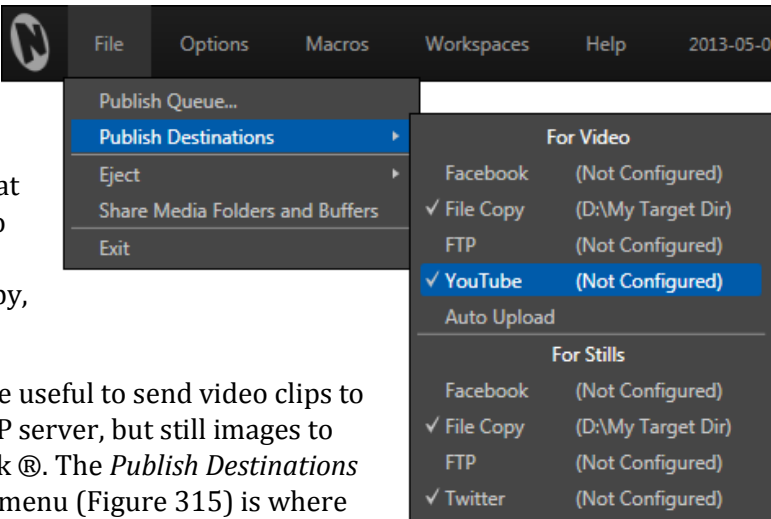 File Options Macros Workspaces Help 2013-05-0
Publish Queue...
Publish Destinations
Eject
Share Media Folders and Buffers
Exit
For Video
Facebook (Not Configured)
✓ File Copy (D:\My Target Dir)
FTP (Not Configured)
✓ YouTube (Not Configured)
Auto Upload
For Stills
Facebook (Not Configured)
✓ File Copy (D:\My Target Dir)
FTP (Not Configured)
✓ Twitter (Not Configured)
at
py,
e useful to send video clips to
P server, but still images to
k ®. The Publish Destinations
menu (Figure 315) is where